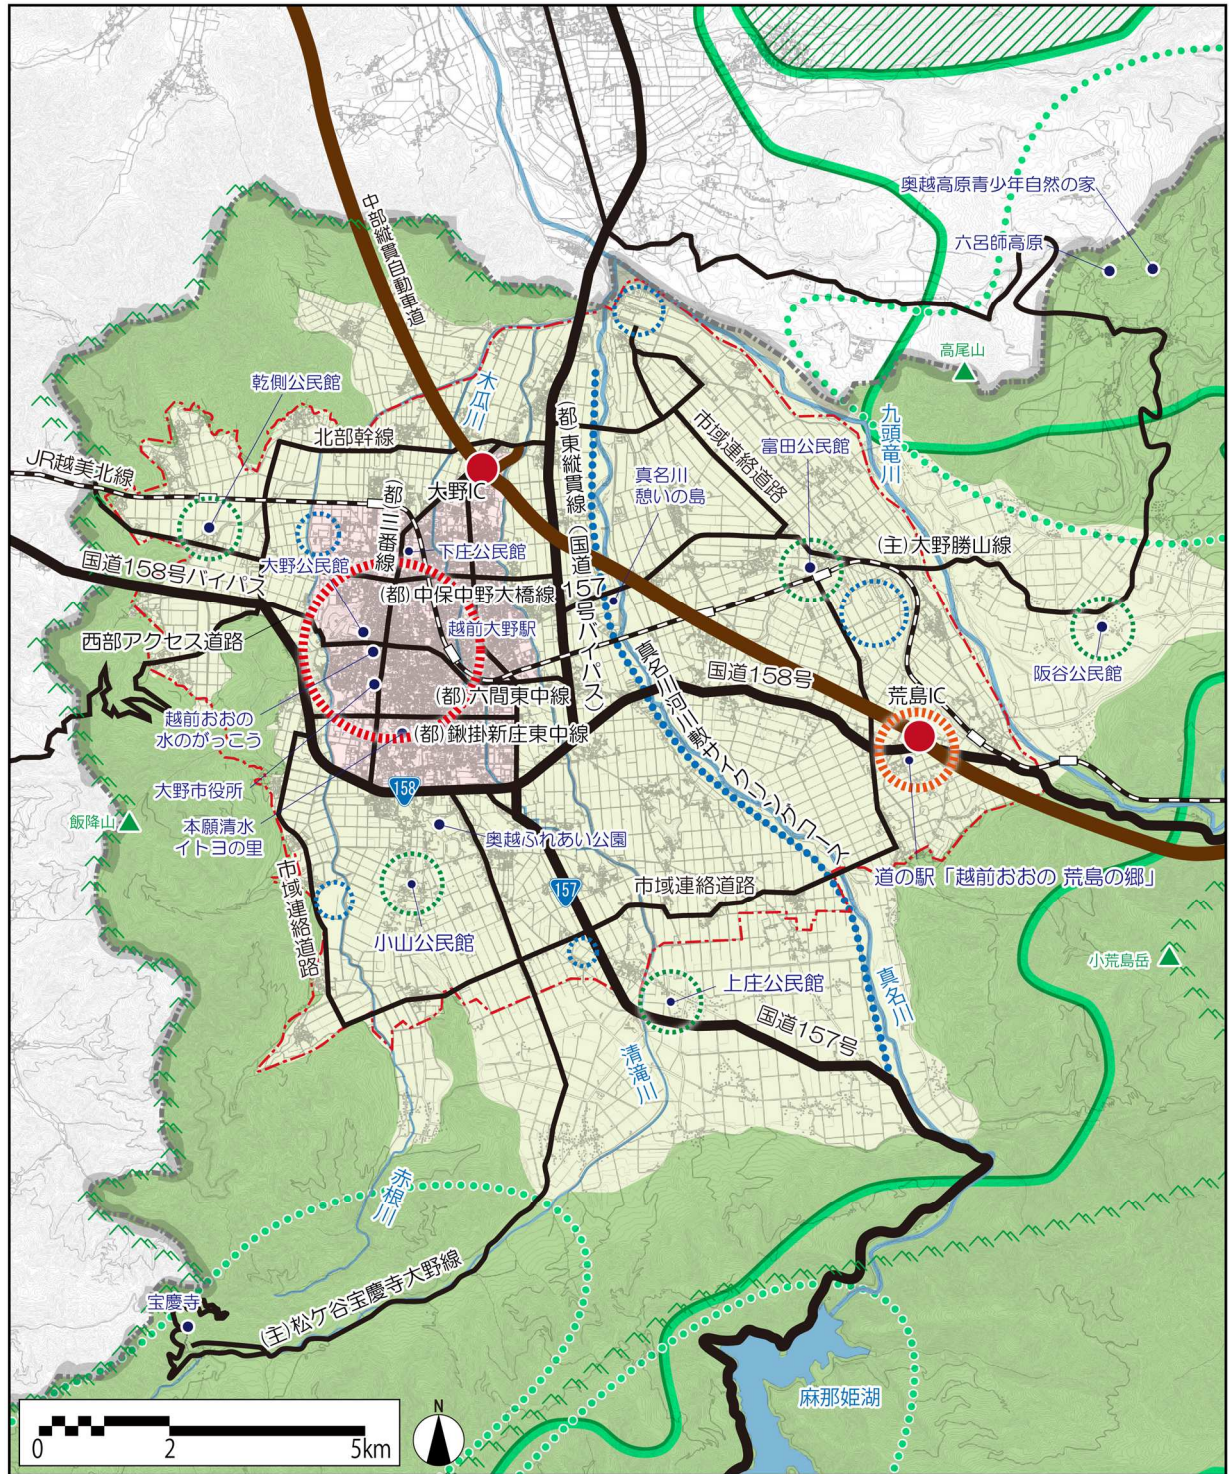 奥越高原青少年自然の家
六呂師高原
中部縦貫自動車道
高尾山
乾側公民館
木瓜川
九頭竜川
北部幹線
(都)東縦貫線(国道157号バイパス)
市域連絡道路
富田公民館
JR越美北線
大野IC
真名川
憩いの島
(都)三番線
下庄公民館
(主)大野勝山線
大野公民館
国道158号バイパス
(都)中保中野大橋線
越前大野駅
西部アクセス道路
真名川河川敷サイクリングコース
国道158号
阪谷公民館
荒島IC
(都)六間東中線
越前おおの
水のがっこう
(都)鍬掛新庄東中線
大野市役所
158
飯降山
本願清水
イトヨの里
奥越ふれあい公園
市域連絡道路
157
市域連絡道路
道の駅「越前おおの 荒島の郷」
小山公民館
小荒島岳
上庄公民館
真名川
国道157号
清滝川
赤根川
宝慶寺
(主)松ケ谷宝慶寺大野線
麻那姫湖
N
0 2 5km